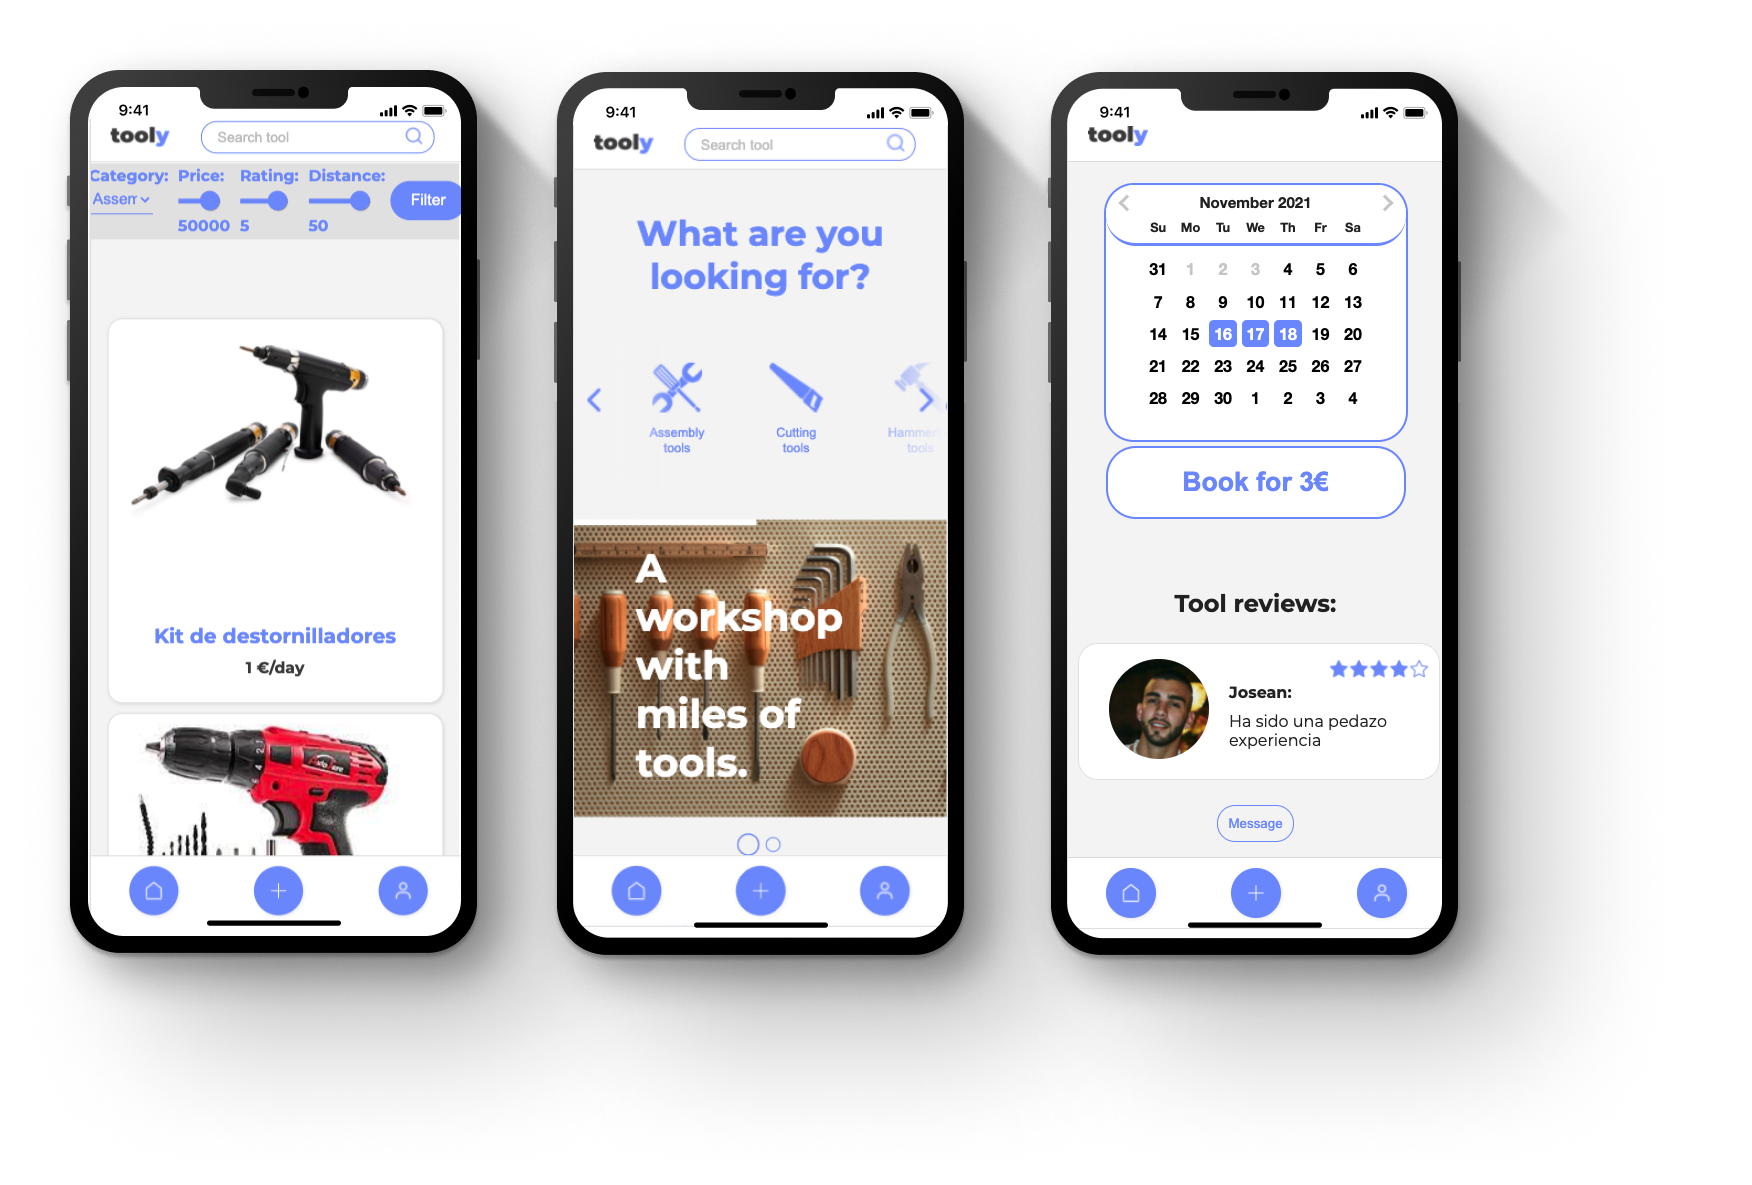 9:41
tooly
Search tool
Category: Price: Rating: Distance:
Assem
Filter
50000 5 50
Kit de destornilladores
1 €/day
9:41
tooly
Search tool
What are you
looking for?
Assembly
tools
Cutting
tools
Hammer
tools
A
workshop
with
miles of
tools.
9:41
tooly
November 2021
Su Mo Tu We Th Fr Sa
31 1 2 3 4 5 6
7 8 9 10 11 12 13
14 15 16 17 18 19 20
21 22 23 24 25 26 27
28 29 30 1 2 3 4
Book for 3€
Tool reviews:
Josean:
Ha sido una pedazo
experiencia
Message